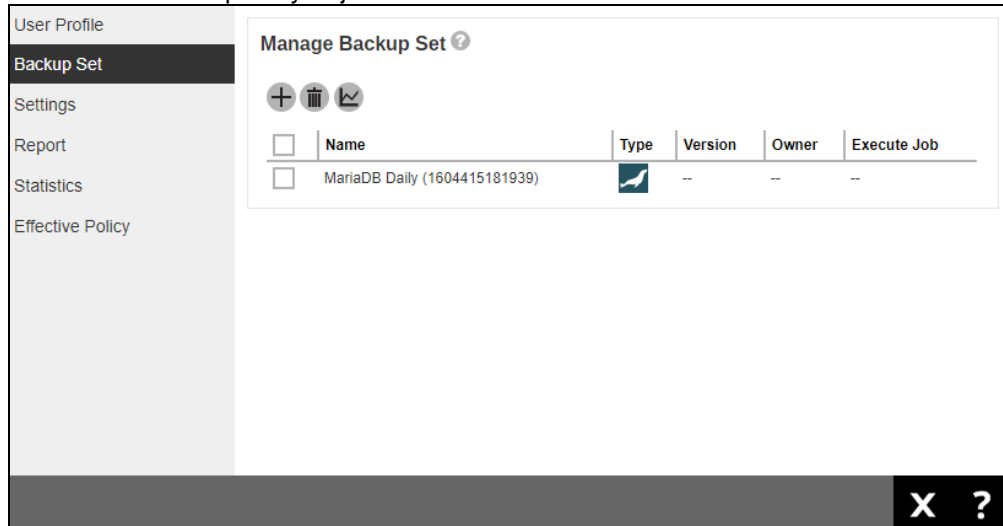 User Profile
Backup Set
Settings
Report
Statistics
Effective Policy
Manage Backup Set ?
Name Type Version Owner Execute Job
MariaDB Daily (1604415181939) -- -- --
X ?